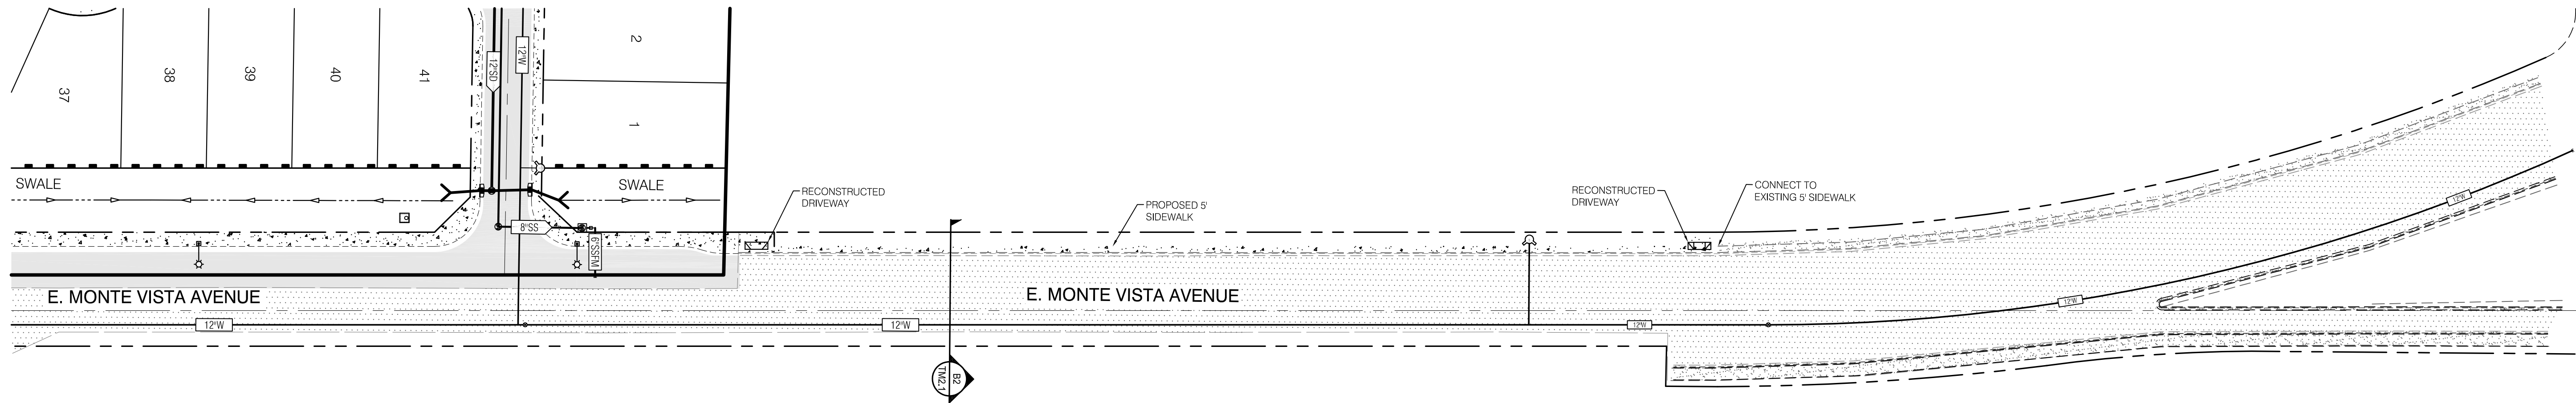 37
38
39
40
41
12"SD
12"W
2
1
SWALE
SWALE
8"SS
6"SSFM
RECONSTRUCTED
DRIVEWAY
PROPOSED 5'
SIDEWALK
RECONSTRUCTED
DRIVEWAY
CONNECT TO
EXISTING 5' SIDEWALK
E. MONTE VISTA AVENUE
E. MONTE VISTA AVENUE
12"W
12"W
12"W
12"W
12"W
B2
TM2.1